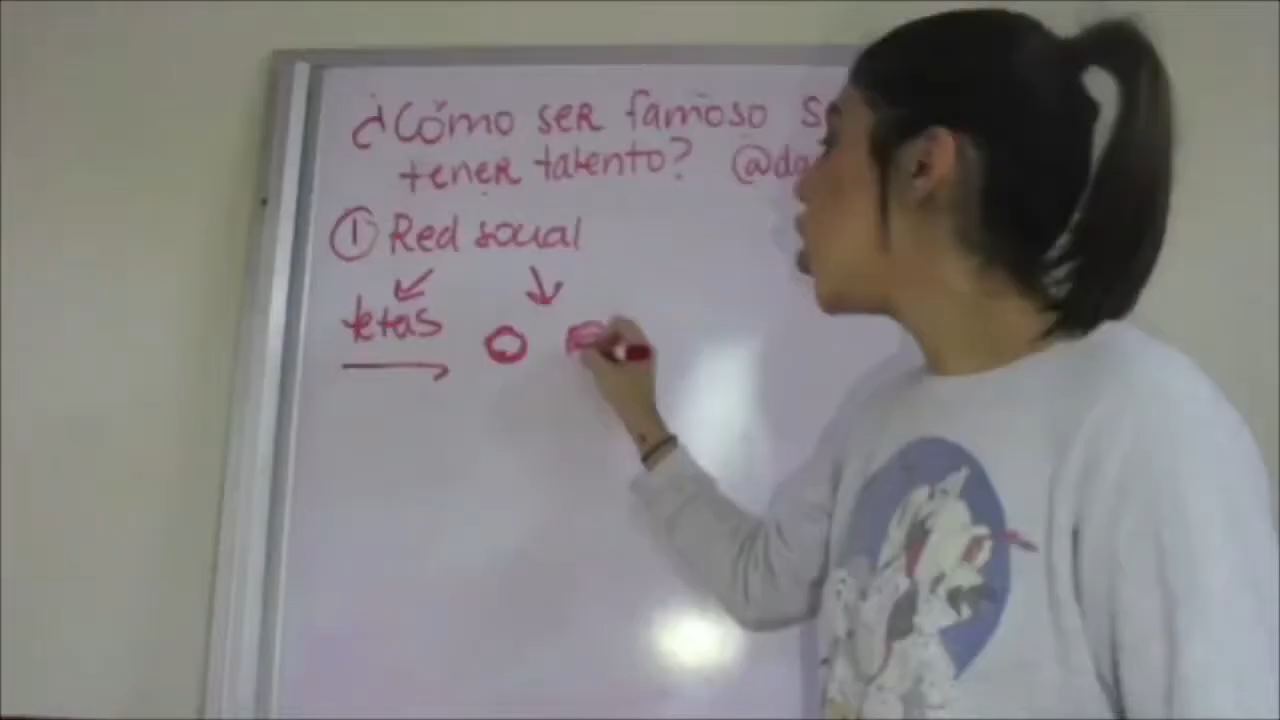 ¿Cómo ser famoso
tener talento?
① Red social
tetas